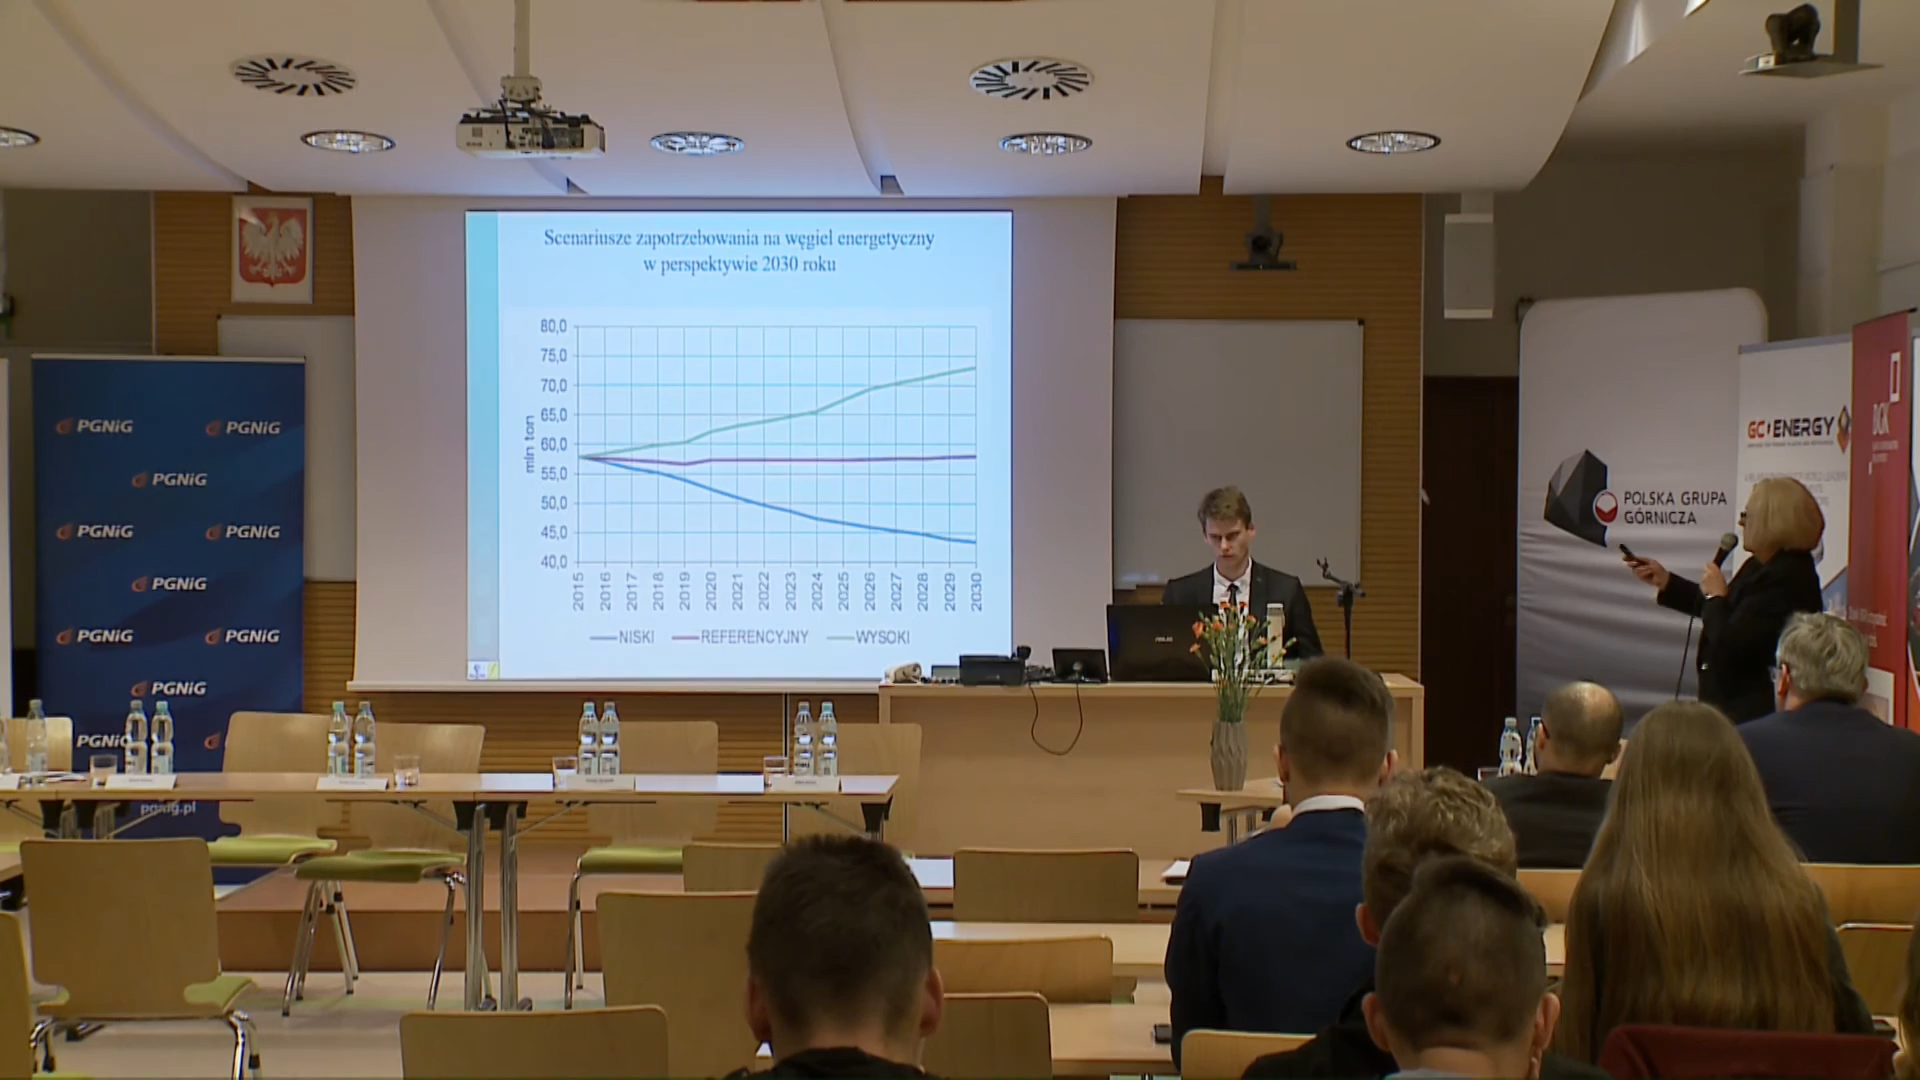 Scenariusze zapotrzebowania na węgiel energetyczny
w perspektywie 2030 roku
80,0
75,0
70,0
65,0
60,0
55,0
50,0
45,0
40,0
mln ton
2015 2016 2017 2018 2019 2020 2021 2022 2023 2024 2025 2026 2027 2028 2029 2030
NISKI REFERENCYJNY WYSOKI
PGNiG PGNiG
PGNiG
PGNiG PGNiG
PGNiG
PGNiG PGNiG
PGNiG
PGNiG
pgnig.pl
POLSKA GRUPA
GÓRNICZA
GC ENERGY